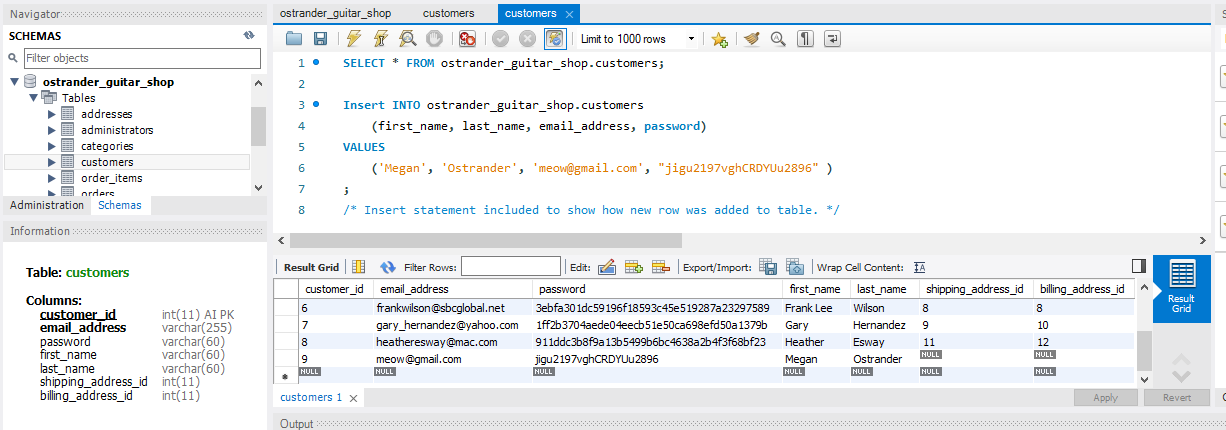 Navigator
SCHEMAS
Filter objects
ostrander_guitar_shop
Tables
addresses
administrators
categories
customers
order_items
orders
Administration Schemas
Information
Table: customers
Columns:
customer_id int(11) AI PK
email_address varchar(255)
password varchar(60)
first_name varchar(60)
last_name varchar(60)
shipping_address_id int(11)
billing_address_id int(11)
ostrander_guitar_shop customers customers
Limit to 1000 rows
1 SELECT * FROM ostrander_guitar_shop.customers;
2
3 Insert INTO ostrander_guitar_shop.customers
4 (first_name, last_name, email_address, password)
5 VALUES
6 ('Megan', 'Ostrander', 'meow@gmail.com', "jigu2197vghCRDYUu2896" )
7 ;
8 /* Insert statement included to show how new row was added to table. */
Result Grid Filter Rows: Edit: Export/Import: Wrap Cell Content:
customer_id email_address password first_name last_name shipping_address_id billing_address_id
6 frankwilson@sbcglobal.net 3ebfa301dc59196f18593c45e519287a23297589 Frank Lee Wilson 8 8
7 gary_hernandez@yahoo.com 1ff2b3704aede04eecb51e50ca698efd50a1379b Gary Hernandez 9 10
8 heatheresway@mac.com 911ddc3b8f9a13b5499b6bc4638a2b4f3f68bf23 Heather Esway 11 12
9 meow@gmail.com jigu2197vghCRDYUu2896 Megan Ostrander NULL NULL
NULL NULL NULL NULL NULL NULL NULL
Result
Grid
customers 1
Apply Revert
Output